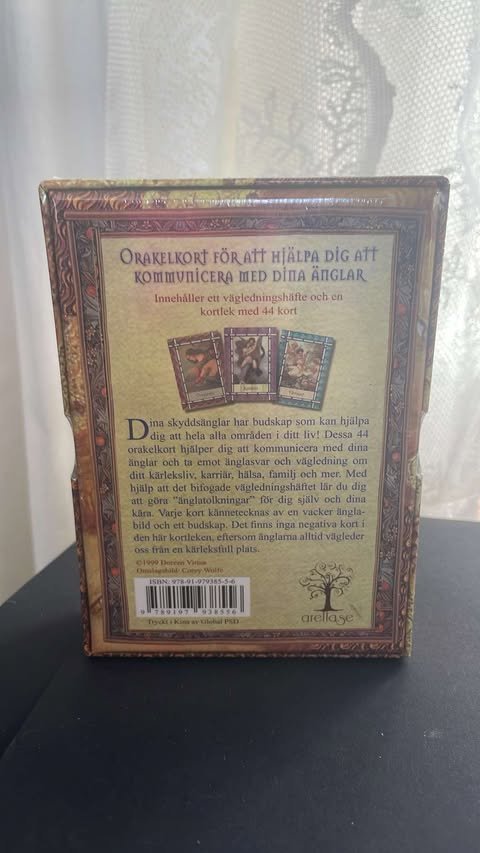 ORAKELKORT FÖR ATT HJÄLPA DIG ATT
KOMMUNICERA MED DINA ÄNGLAR
Innehåller ett vägledningshäfte och en
kortlek med 44 kort
Dina skyddsänglar har budskap som kan hjälpa
dig att hela alla områden i ditt liv! Dessa 44
orakelkort hjälper dig att kommunicera med dina
änglar och ta emot änglasvar och vägledning om
ditt kärleksliv, karriär, hälsa, familj och mer. Med
hjälp att det bifogade vägledningshäftet lär du dig
att göra "änglatolkningar" för dig själv och dina
kära. Varje kort kännetecknas av en vacker ängla-
bild och ett budskap. Det finns inga negativa kort i
den här kortleken, eftersom änglarna alltid vägleder
oss från en kärleksfull plats.
©1999 Doreen Virtue
Omslagsbild: Corey Wolfe
ISBN: 978-91-979385-5-6
9 789197 938556
Tryckt i Kina av Global PSD
arellase